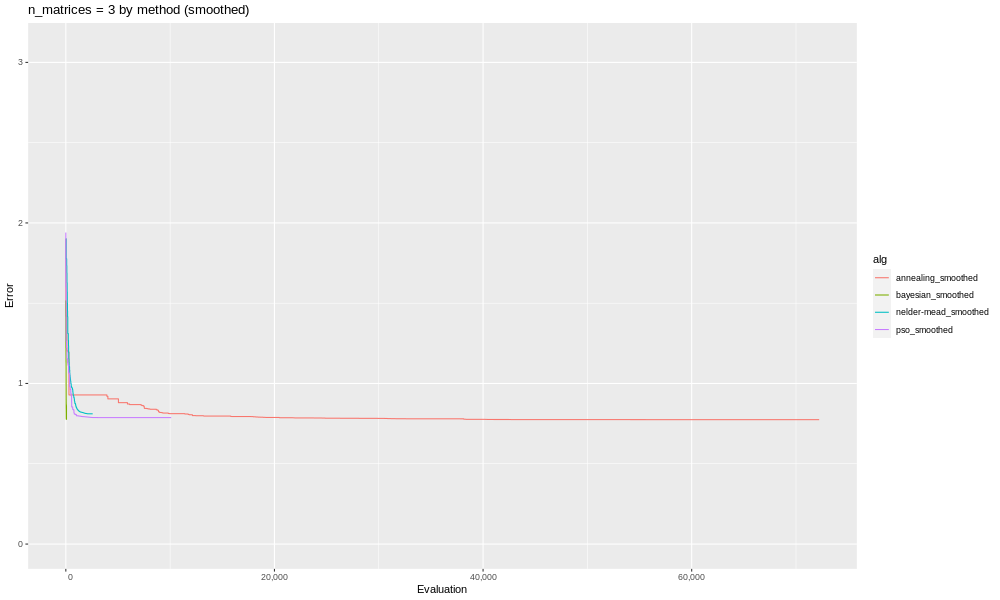 n_matrices = 3 by method (smoothed)
3
2
1
0
Error
0
20,000
40,000
60,000
Evaluation
alg
annealing_smoothed
bayesian_smoothed
nelder-mead_smoothed
pso_smoothed